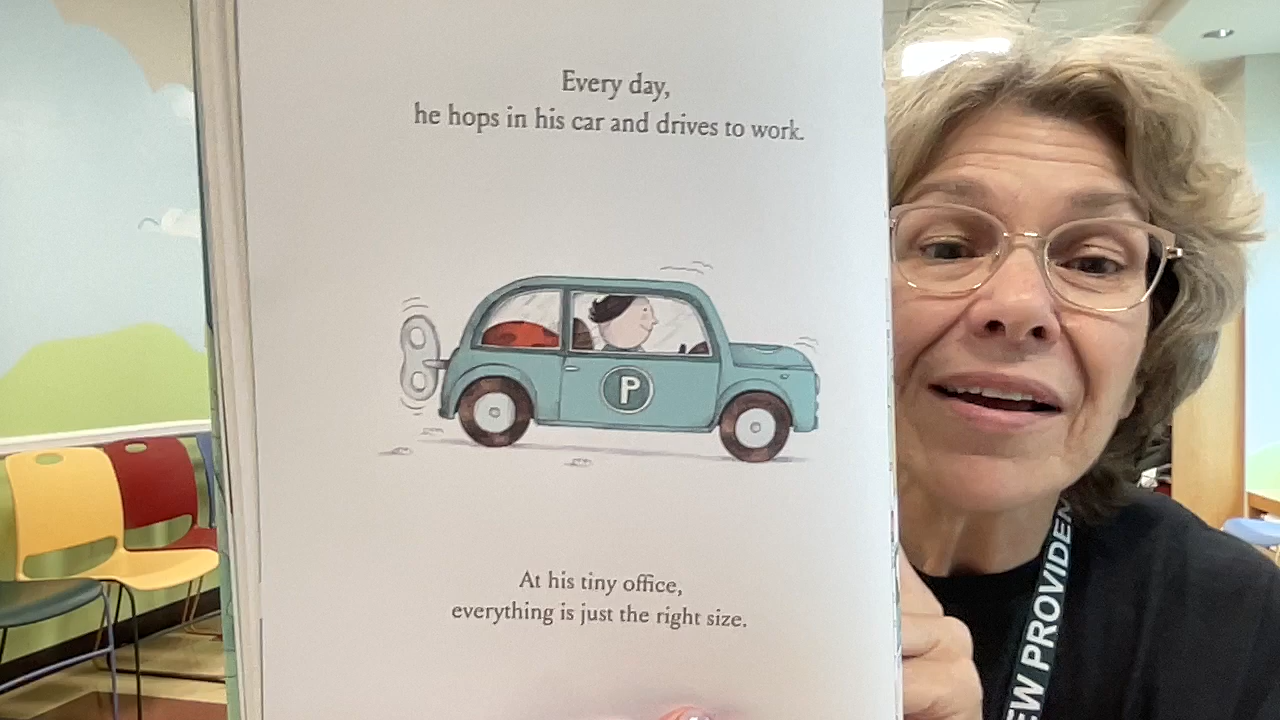 Every day,
he hops in his car and drives to work.
P
At his tiny office,
everything is just the right size.
EW PROVIDEN